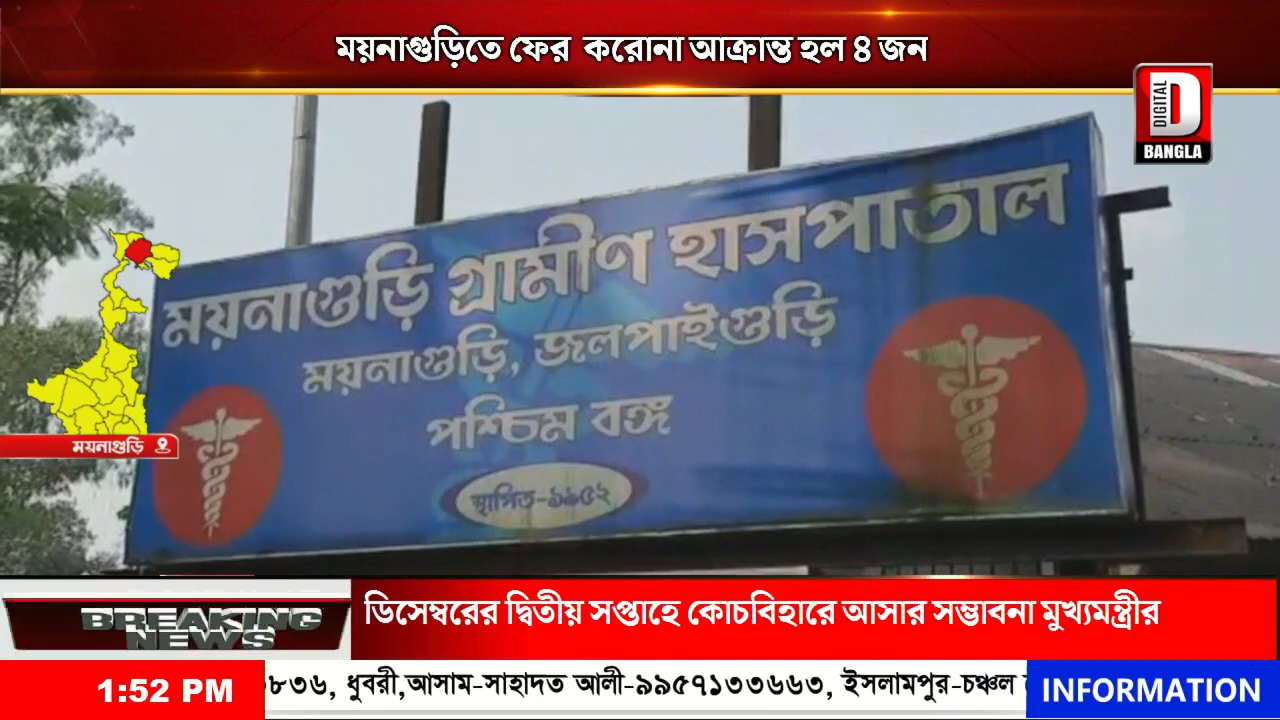 ময়নাগুড়িতে ফের করোনা আক্রান্ত হল ৪ জন
DIGITAL
D
BANGLA
ময়নাগুড়ি গ্রামীণ হাসপাতাল
ময়নাগুড়ি, জলপাইগুড়ি
পশ্চিম বঙ্গ
স্থাপিত-১৯৫২
ময়নাগুড়ি
BREAKING
NEWS
ডিসেম্বরের দ্বিতীয় সপ্তাহে কোচবিহারে আসার সম্ভাবনা মুখ্যমন্ত্রীর
1:52 PM
৮৩৬, ধুবরী,আসাম-সাহাদত আলী-৯৯৫৭১৩৩৬৬৩, ইসলামপুর-চঞ্চল
INFORMATION